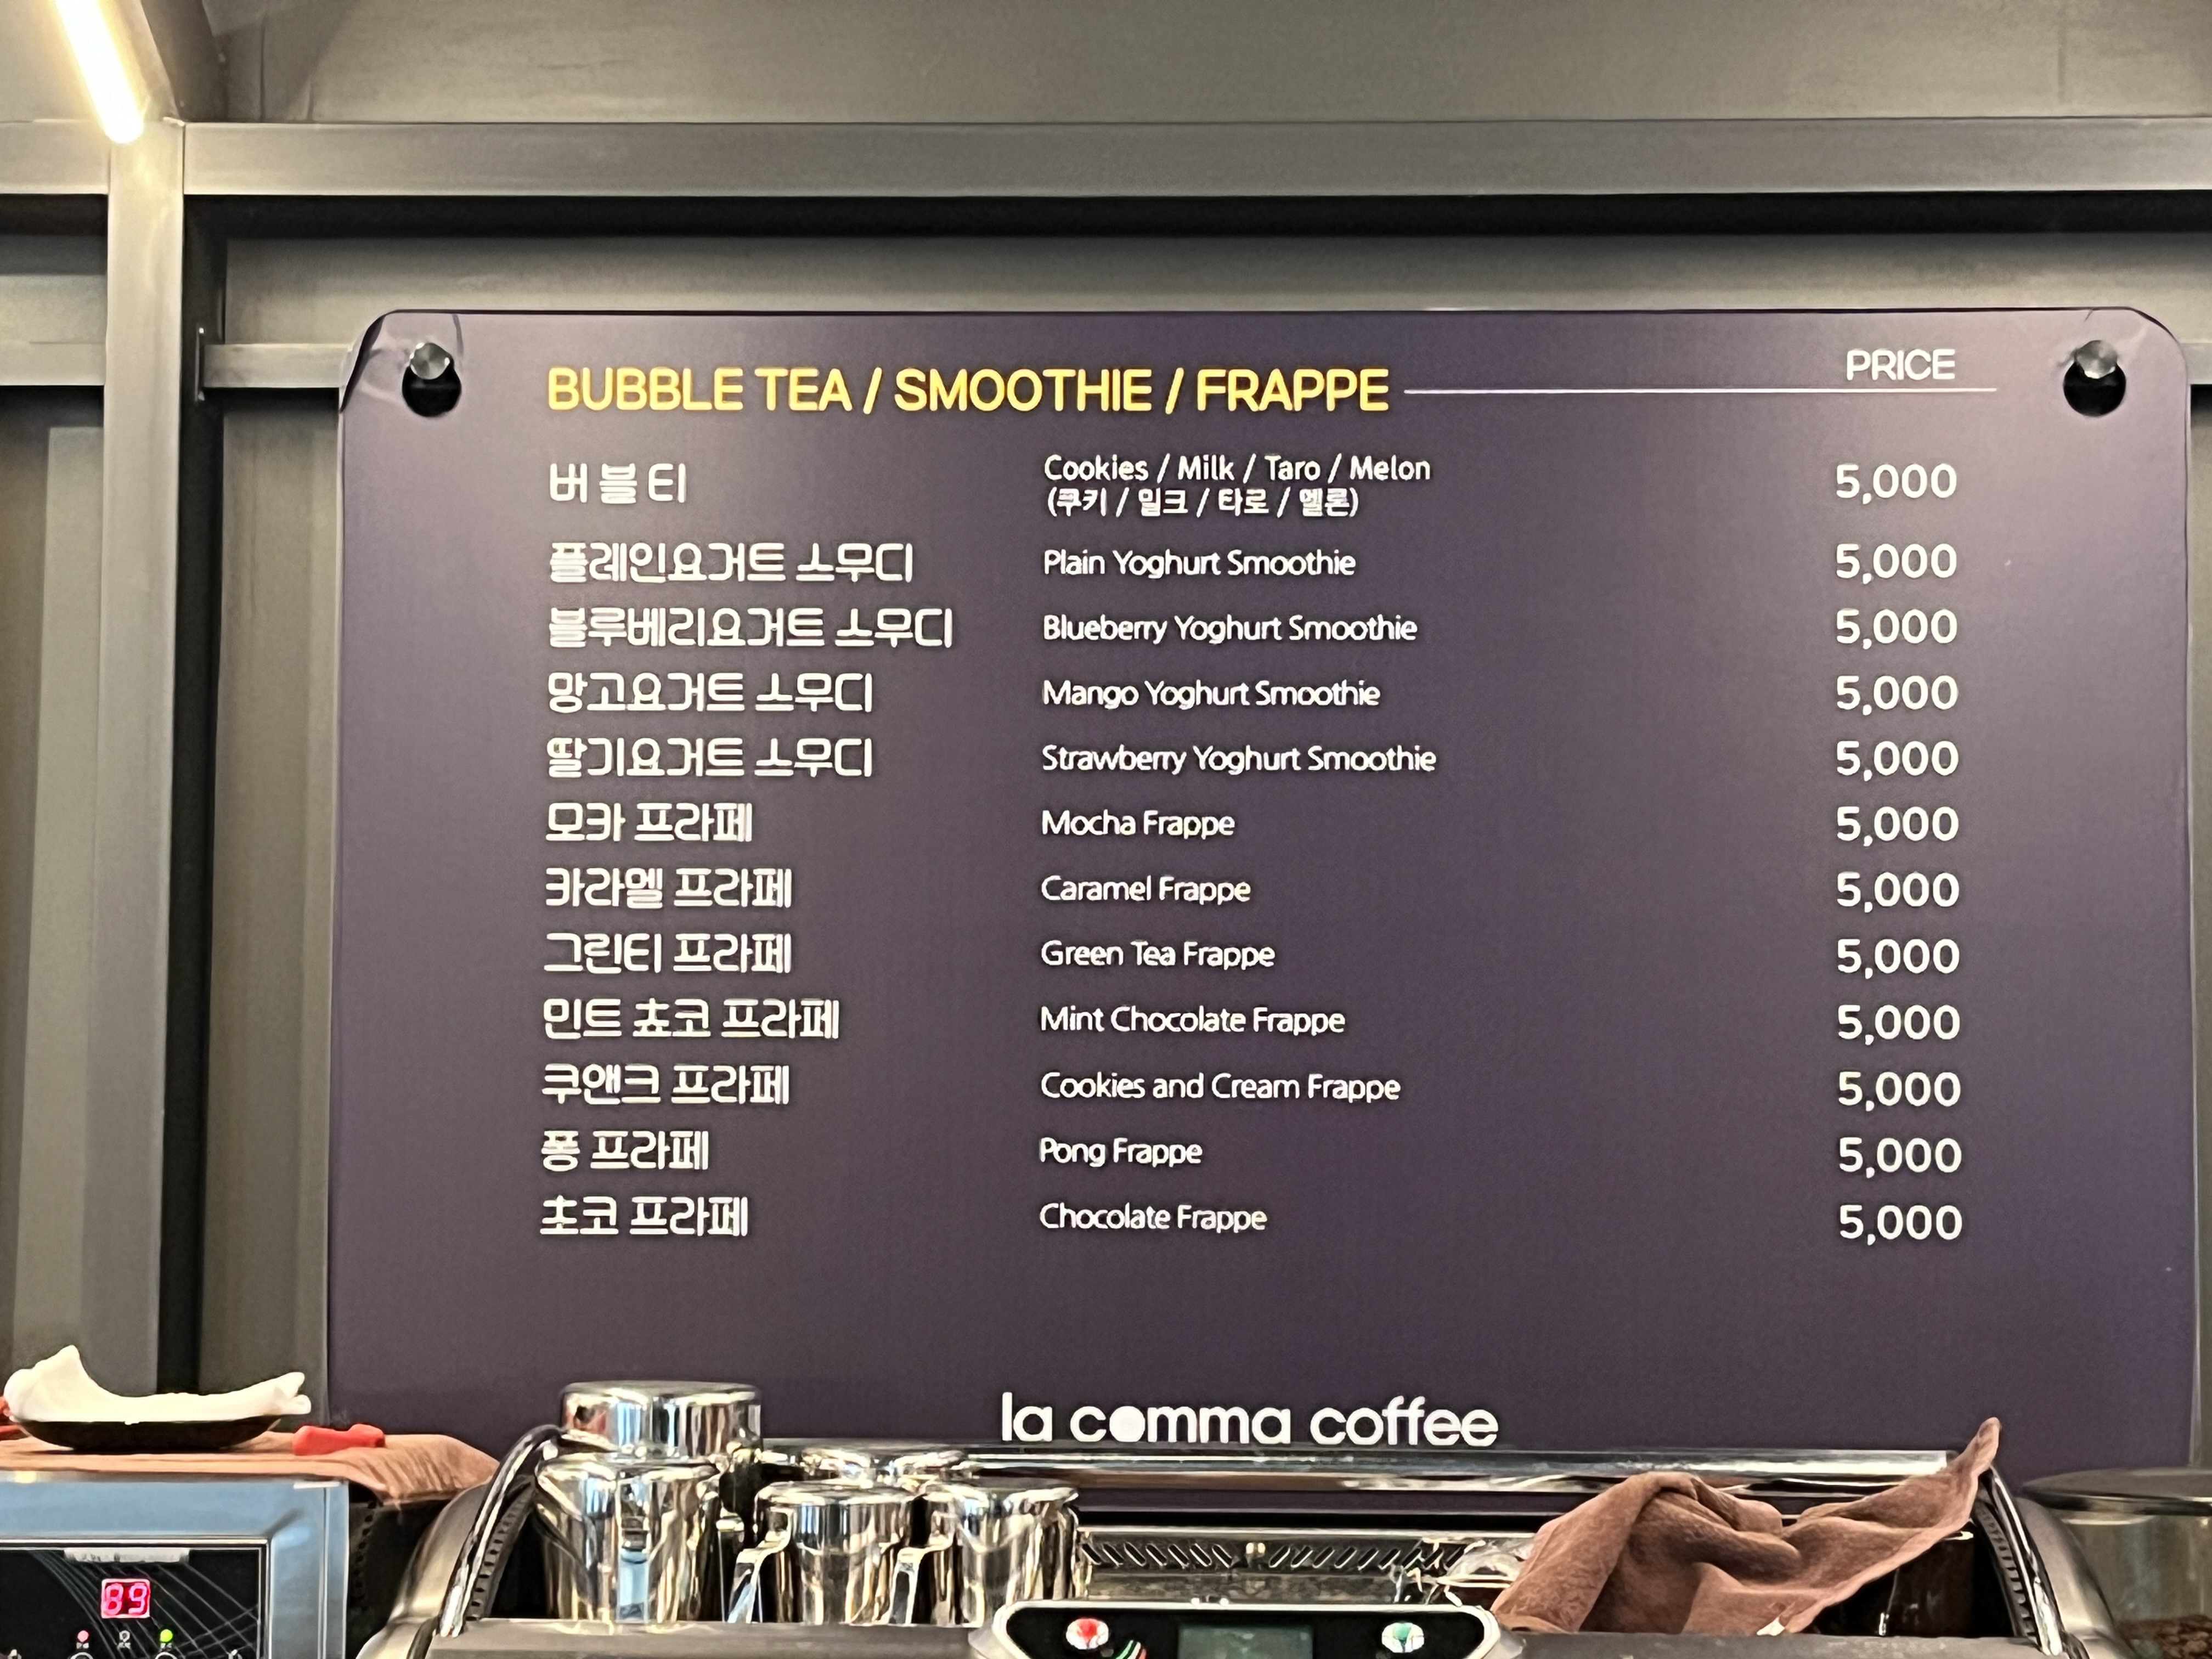 PRICE
BUBBLE TEA / SMOOTHIE / FRAPPE
버블티 Cookies / Milk / Taro / Melon 5,000
(쿠키 / 밀크 / 타로 / 멜론)
플레인요거트 스무디 Plain Yoghurt Smoothie 5,000
블루베리요거트 스무디 Blueberry Yoghurt Smoothie 5,000
망고요거트 스무디 Mango Yoghurt Smoothie 5,000
딸기요거트 스무디 Strawberry Yoghurt Smoothie 5,000
모카 프라페 Mocha Frappe 5,000
카라멜 프라페 Caramel Frappe 5,000
그린티 프라페 Green Tea Frappe 5,000
민트 쵸코 프라페 Mint Chocolate Frappe 5,000
쿠앤크 프라페 Cookies and Cream Frappe 5,000
퐁 프라페 Pong Frappe 5,000
초코 프라페 Chocolate Frappe 5,000
la comma coffee
89